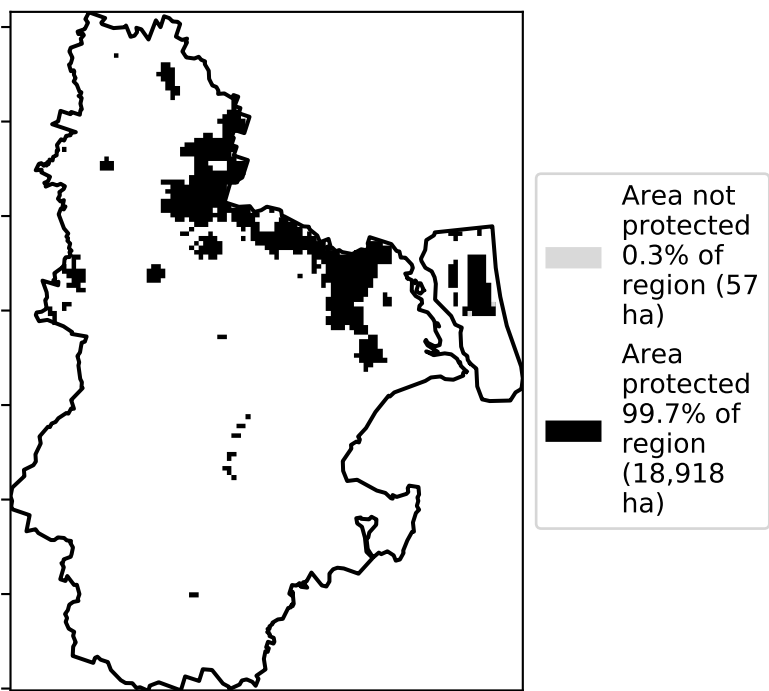 Area not
protected
0.3% of
region (57
ha)
Area
protected
99.7% of
region
(18,918
ha)